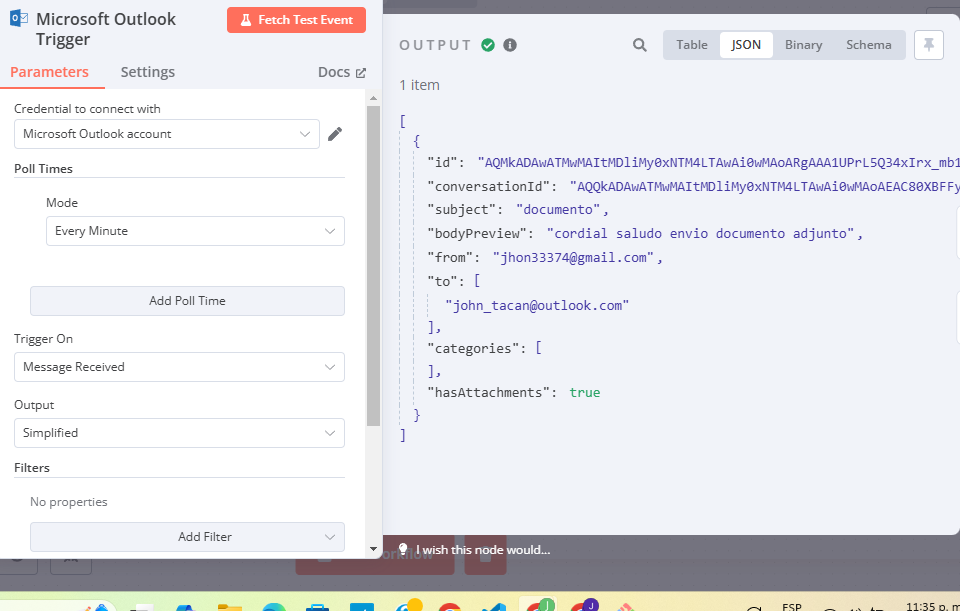 Microsoft Outlook
Trigger
Fetch Test Event
Parameters
Settings
Docs
Credential to connect with
Microsoft Outlook account
Poll Times
Mode
Every Minute
Add Poll Time
Trigger On
Message Received
Output
Simplified
Filters
No properties
Add Filter
OUTPUT
Table
JSON
Binary
Schema
1 item
[
{
"id": "AQMkADAwATMwMAItMDliMy0xNTM4LTAwAi0wMAoARgAAA1UPrL5Q34xIrx_mb1
"conversationId": "AQQkADAwATMwMAItMDliMy0xNTM4LTAwAi0wMAoAEAC80XBFFy
"subject": "documento",
"bodyPreview": "cordial saludo envio documento adjunto",
"from": "jhon33374@gmail.com",
"to": [
"john_tacan@outlook.com"
],
"categories": [
],
"hasAttachments": true
}
]
I wish this node would...
ESP
11:35 p. m.